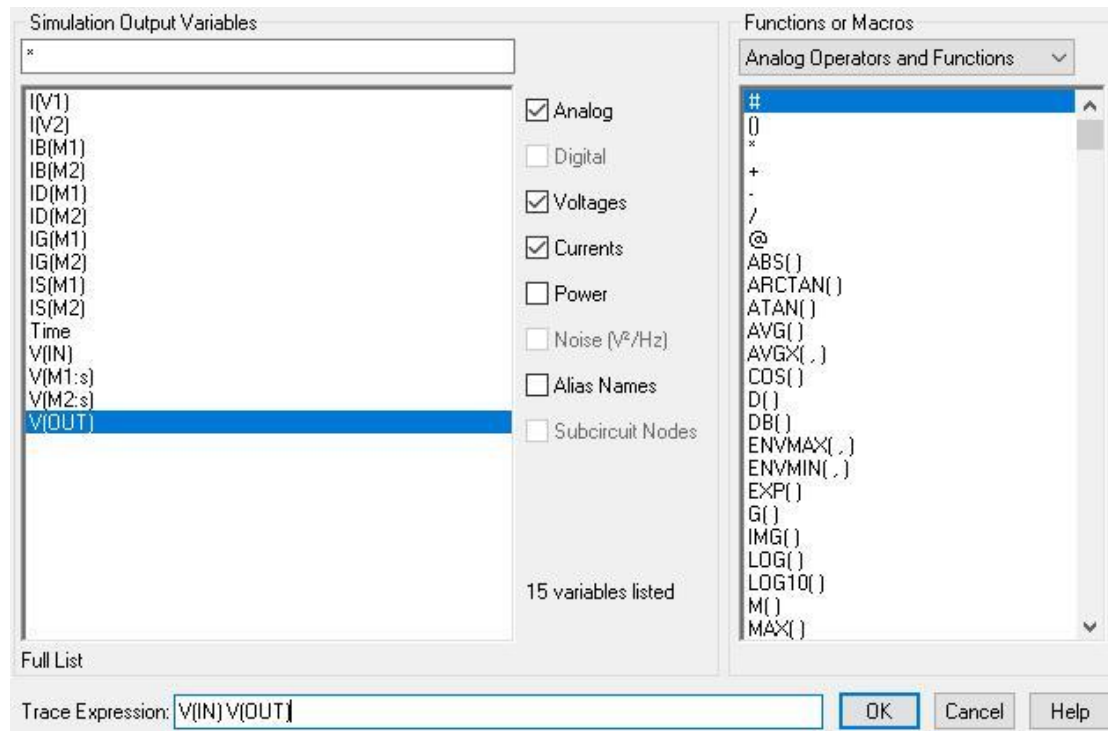 Simulation Output Variables
*
I(V1)
I(V2)
IB(M1)
IB(M2)
ID(M1)
ID(M2)
IG(M1)
IG(M2)
IS(M1)
IS(M2)
Time
V(IN)
V(M1:s)
V(M2:s)
V(OUT)
Full List
Analog
Digital
Voltages
Currents
Power
Noise (V²/Hz)
Alias Names
Subcircuit Nodes
15 variables listed
Functions or Macros
Analog Operators and Functions
#
()
*
+
-
/
@
ABS( )
ARCTAN( )
ATAN( )
AVG( )
AVGX( , )
COS( )
D( )
DB( )
ENVMAX( , )
ENVMIN( , )
EXP( )
G( )
IMG( )
LOG( )
LOG10( )
M( )
MAX( )
Trace Expression: V(IN) V(OUT)
OK Cancel Help